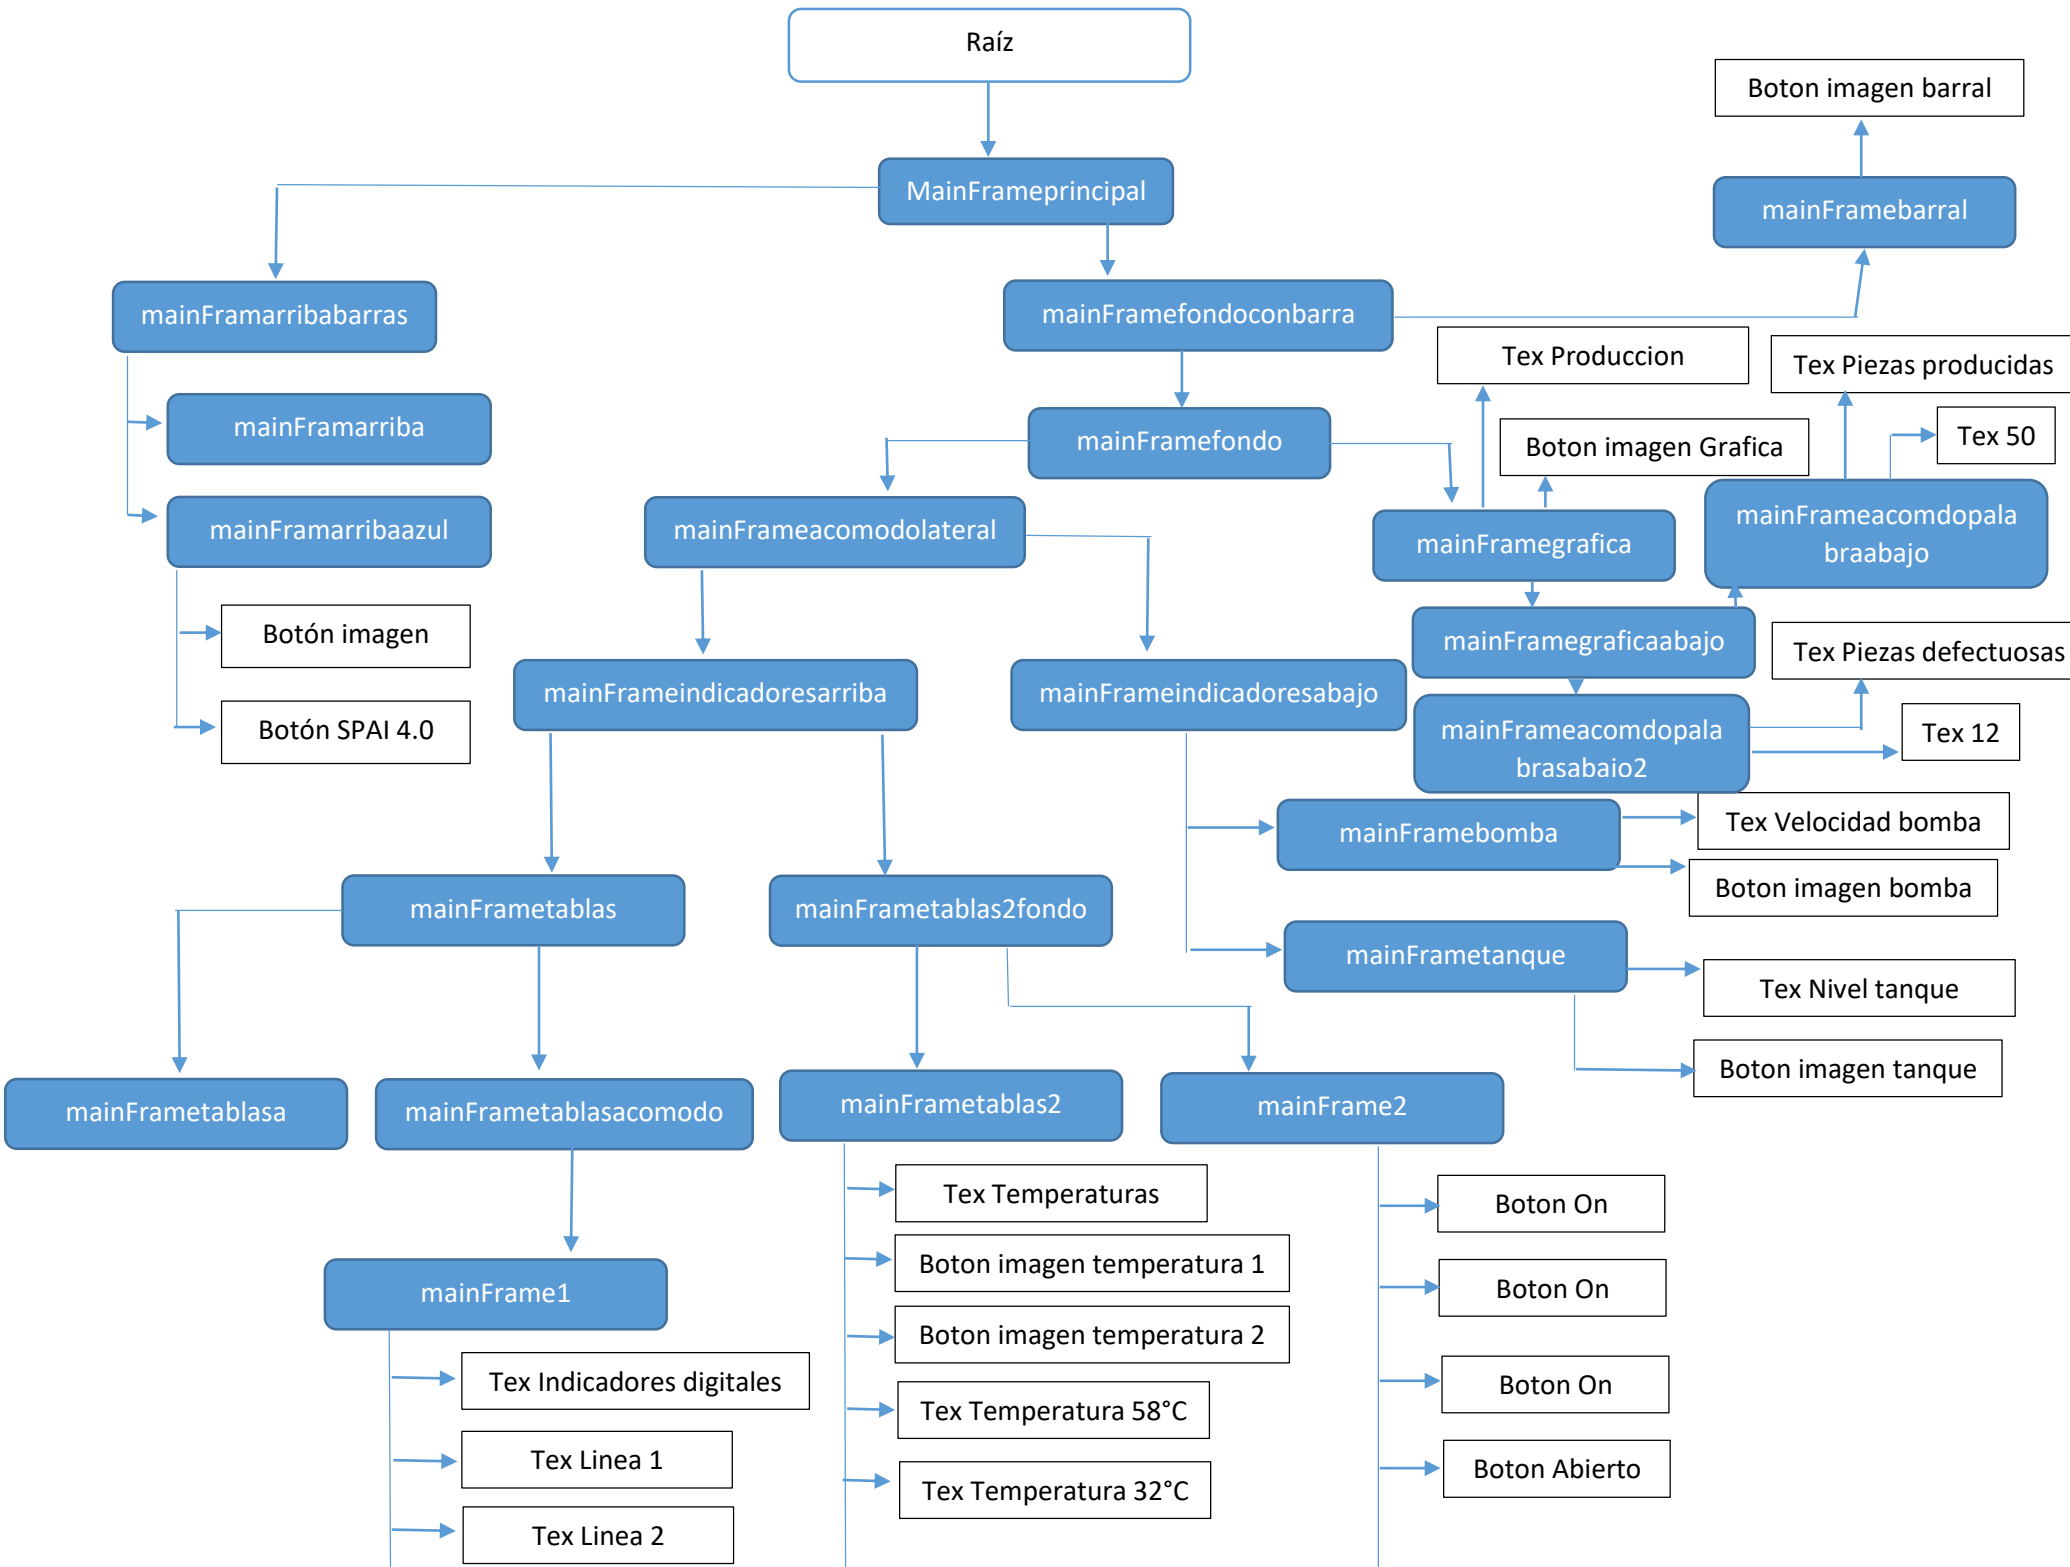 Raíz
Boton imagen barral
MainFrameprincipal
mainFramebarral
mainFramarribabarras
mainFramefondoconbarra
Tex Produccion
Tex Piezas producidas
mainFramarriba
mainFramefondo
Boton imagen Grafica
Tex 50
mainFramarribaazul
mainFrameacomodolateral
mainFramegrafica
mainFrameacomdopala
braabajo
Botón imagen
mainFramegraficaabajo
Tex Piezas defectuosas
mainFrameindicadoresarriba
mainFrameindicadoresabajo
Botón SPAI 4.0
mainFrameacomdopala
brasabajo2
Tex 12
mainFramebomba
Tex Velocidad bomba
Boton imagen bomba
mainFrametablas
mainFrametablas2fondo
mainFrametanque
Tex Nivel tanque
Boton imagen tanque
mainFrametablasa
mainFrametablasacomodo
mainFrametablas2
mainFrame2
Tex Temperaturas
Boton On
Boton imagen temperatura 1
Boton On
mainFrame1
Boton imagen temperatura 2
Tex Indicadores digitales
Boton On
Tex Temperatura 58°C
Tex Linea 1
Boton Abierto
Tex Temperatura 32°C
Tex Linea 2